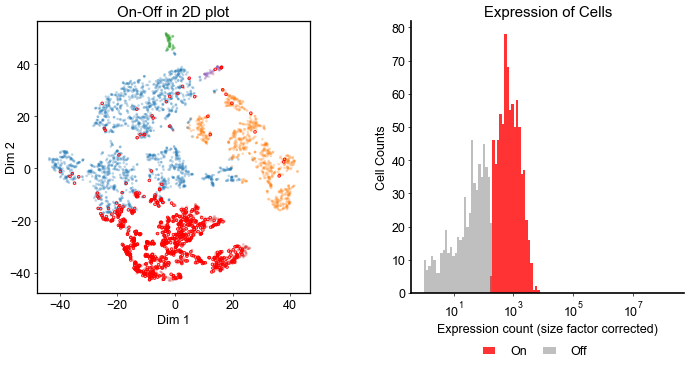 On-Off in 2D plot
Dim 2
40
20
0
−20
−40
−40 −20 0 20 40
Dim 1
Expression of Cells
Cell Counts
80
70
60
50
40
30
20
10
0
10^1 10^3 10^5 10^7
Expression count (size factor corrected)
On Off